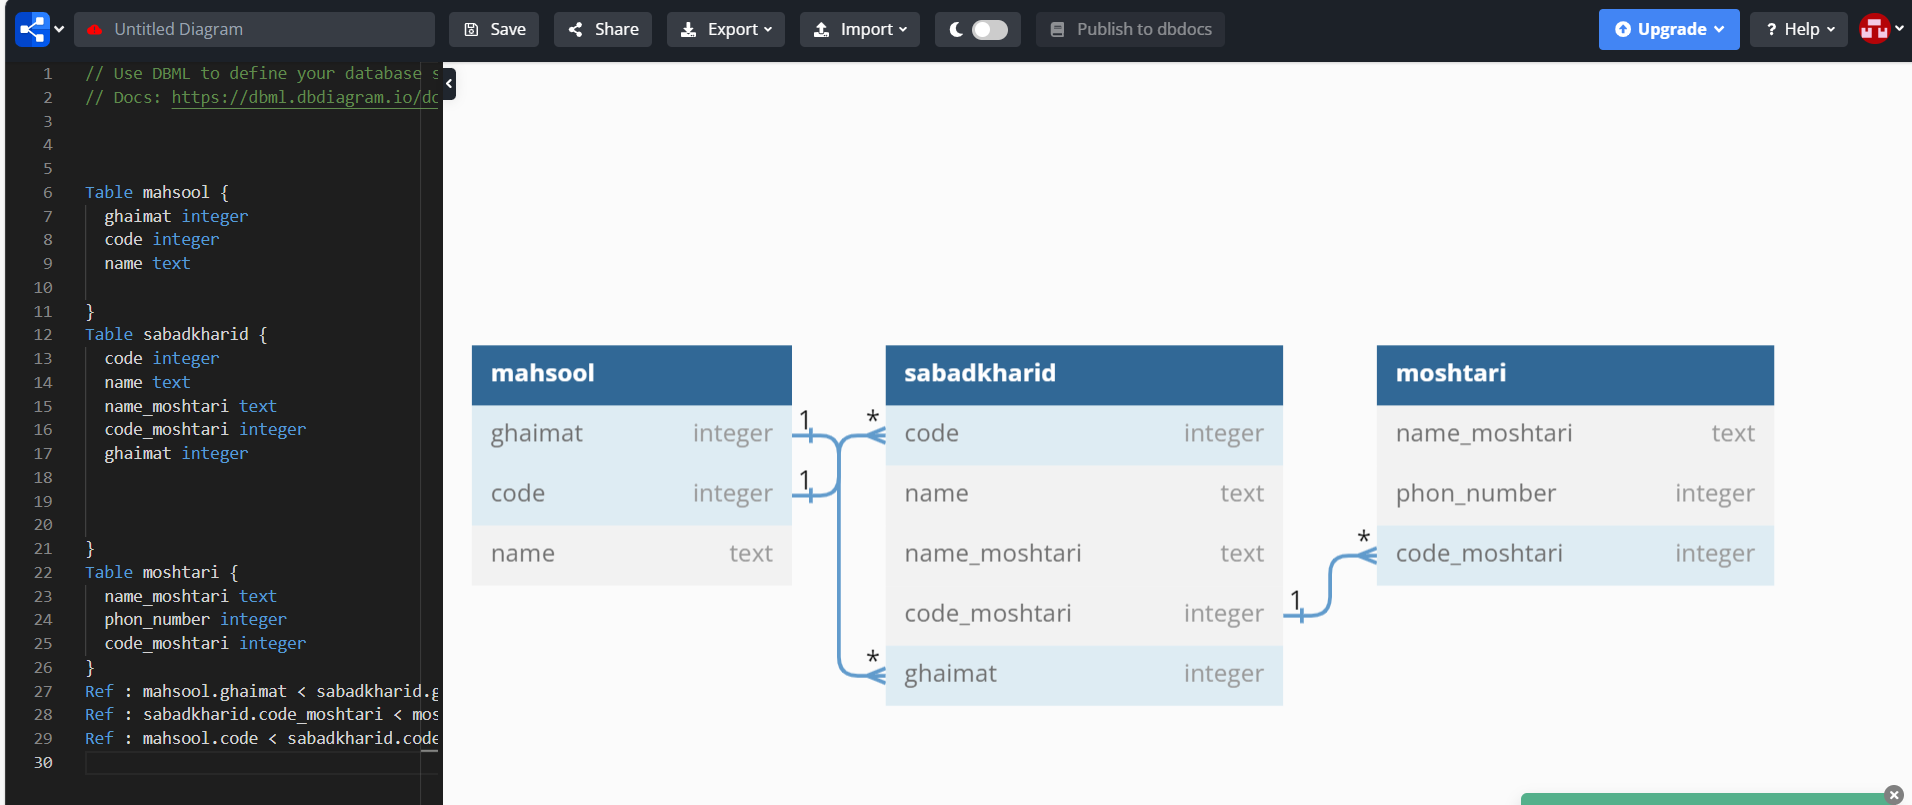 Untitled Diagram
Save
Share
Export
Import
Publish to dbdocs
Upgrade
? Help
1 // Use DBML to define your database s
2 // Docs: https://dbml.dbdiagram.io/do
3
4
5
6 Table mahsool {
7 ghaimat integer
8 code integer
9 name text
10
11 }
12 Table sabadkharid {
13 code integer
14 name text
15 name_moshtari text
16 code_moshtari integer
17 ghaimat integer
18
19
20
21 }
22 Table moshtari {
23 name_moshtari text
24 phon_number integer
25 code_moshtari integer
26 }
27 Ref : mahsool.ghaimat < sabadkharid.g
28 Ref : sabadkharid.code_moshtari < mos
29 Ref : mahsool.code < sabadkharid.code
30
mahsool
ghaimat integer
code integer
name text
1
1
*
*
sabadkharid
code integer
name text
name_moshtari text
code_moshtari integer
ghaimat integer
1
*
moshtari
name_moshtari text
phon_number integer
code_moshtari integer